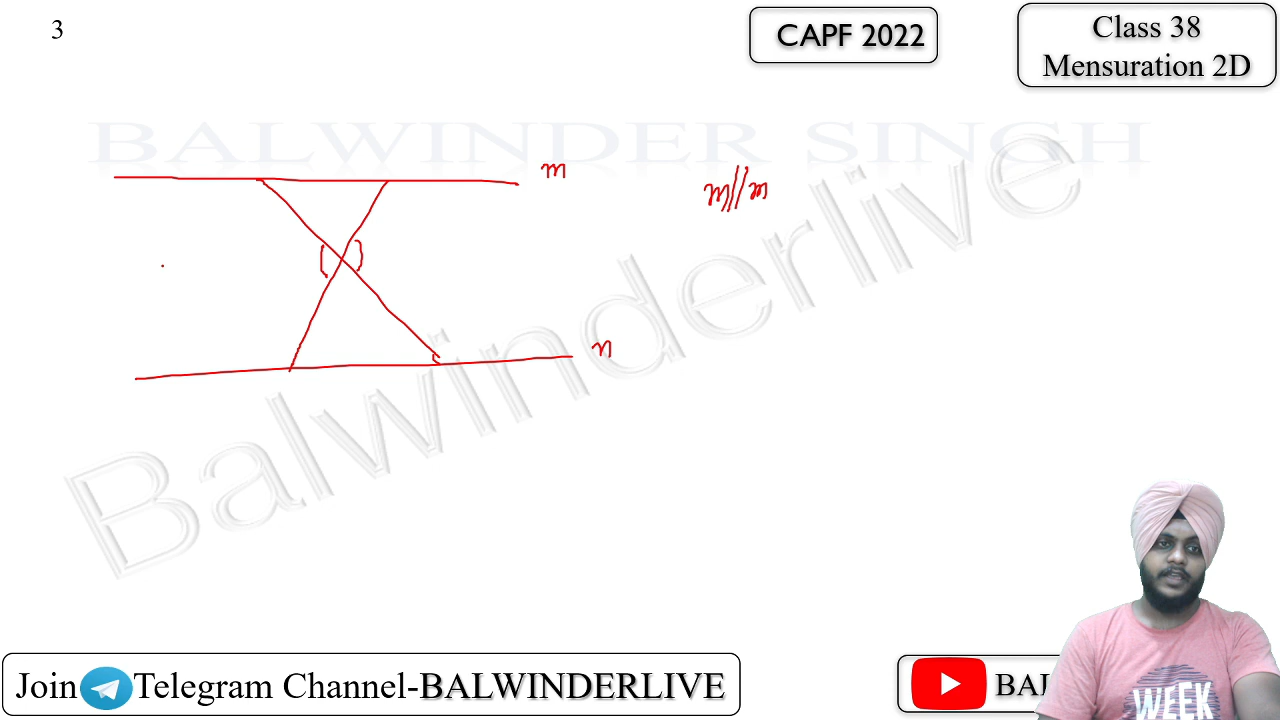 3
CAPF 2022
Class 38
Mensuration 2D
BALWINDER SINGH
m
m//n
n
Balwinderlive
Join Telegram Channel-BALWINDERLIVE
BAL
WEEK